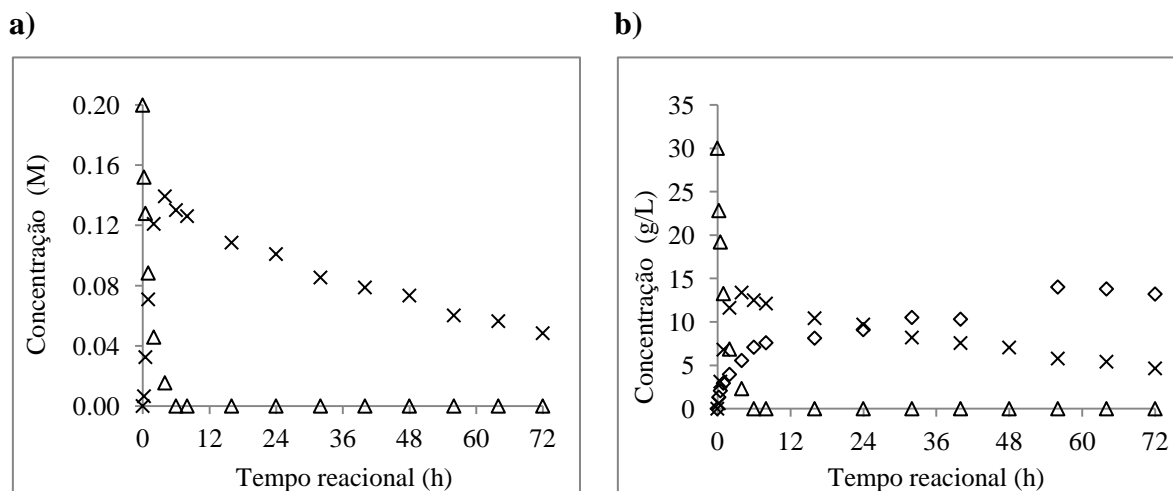 a)
0.20
0.16
0.12
0.08
0.04
0.00
Concentração (M)
0 12 24 36 48 60 72
Tempo reacional (h)
b)
35
30
25
20
15
10
5
0
Concentração (g/L)
0 12 24 36 48 60 72
Tempo reacional (h)